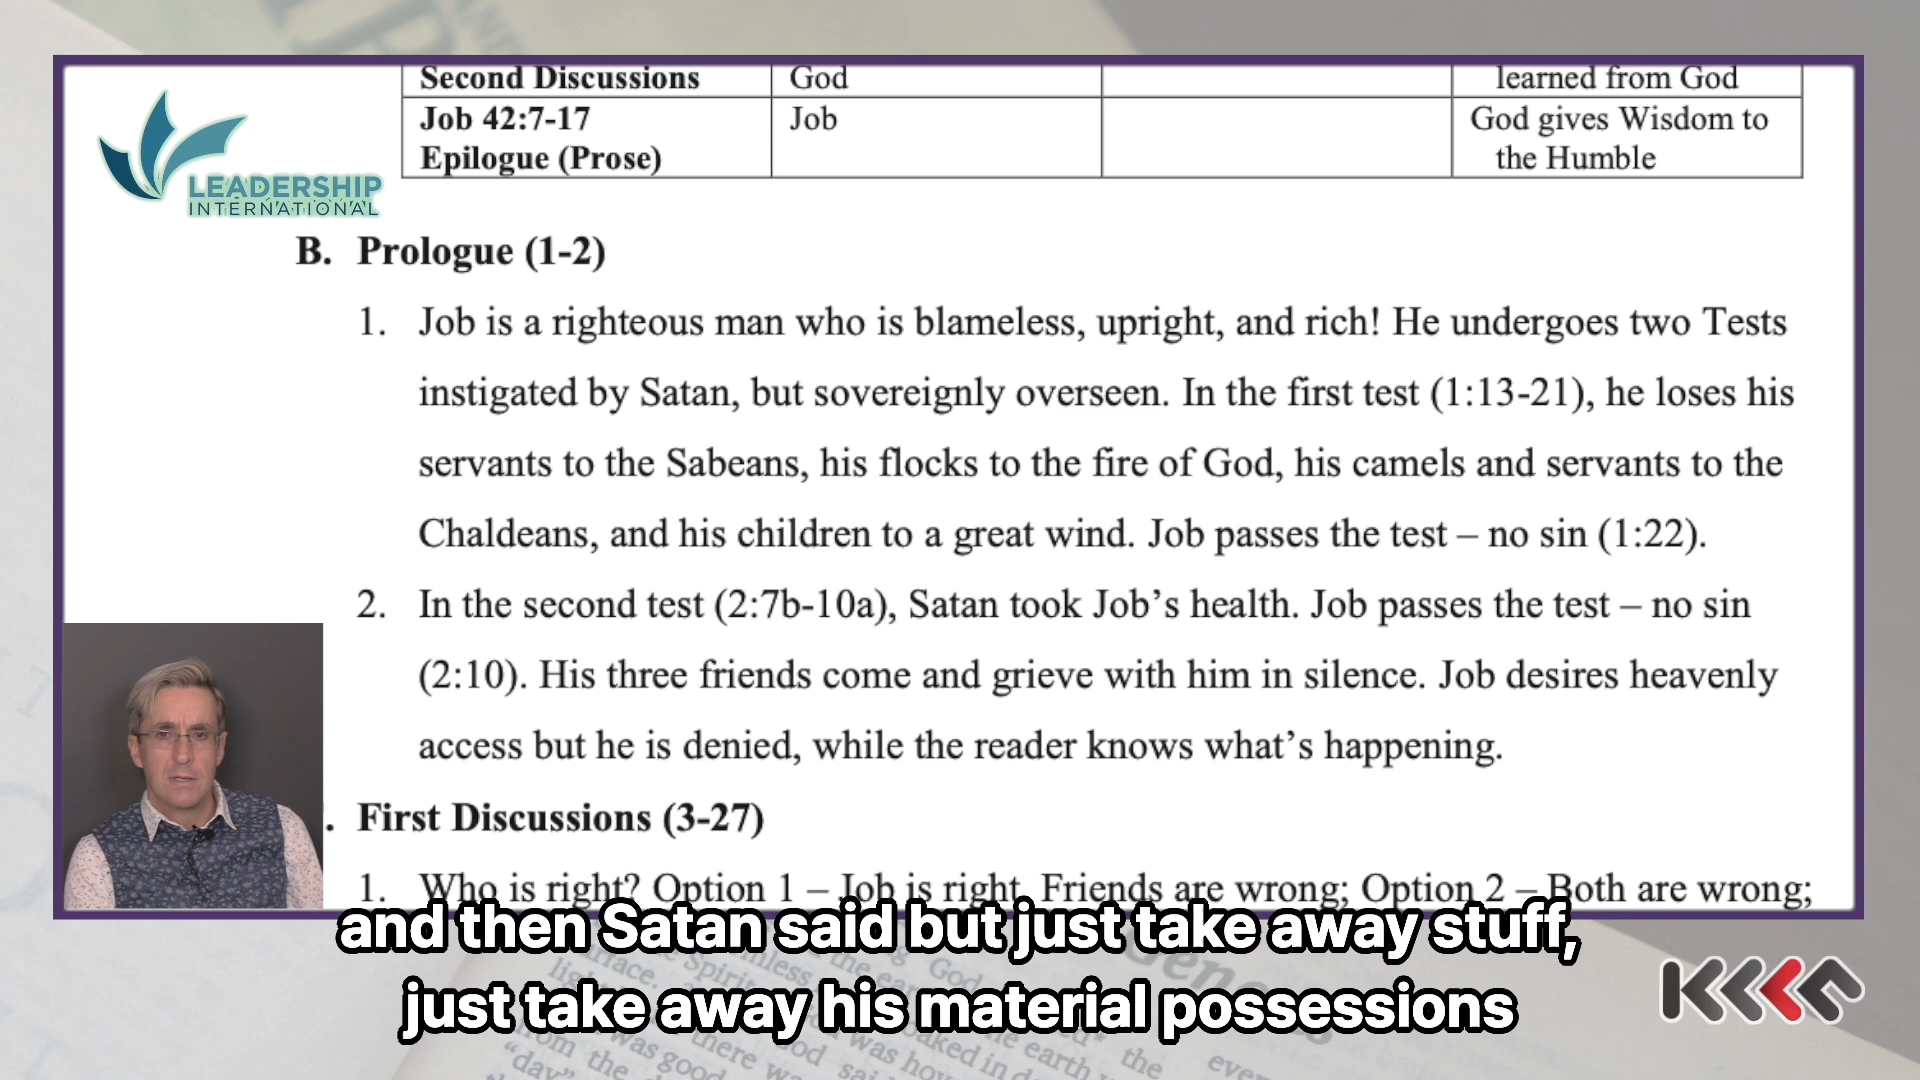 Second Discussions God learned from God
Job 42:7-17 Job God gives Wisdom to
Epilogue (Prose) the Humble
LEADERSHIP
INTERNATIONAL
B. Prologue (1-2)
1. Job is a righteous man who is blameless, upright, and rich! He undergoes two Tests
instigated by Satan, but sovereignly overseen. In the first test (1:13-21), he loses his
servants to the Sabeans, his flocks to the fire of God, his camels and servants to the
Chaldeans, and his children to a great wind. Job passes the test – no sin (1:22).
2. In the second test (2:7b-10a), Satan took Job’s health. Job passes the test – no sin
(2:10). His three friends come and grieve with him in silence. Job desires heavenly
access but he is denied, while the reader knows what’s happening.
. First Discussions (3-27)
1. Who is right? Option 1 – Job is right, Friends are wrong; Option 2 – Both are wrong;
and then Satan said but just take away stuff,
just take away his material possessions